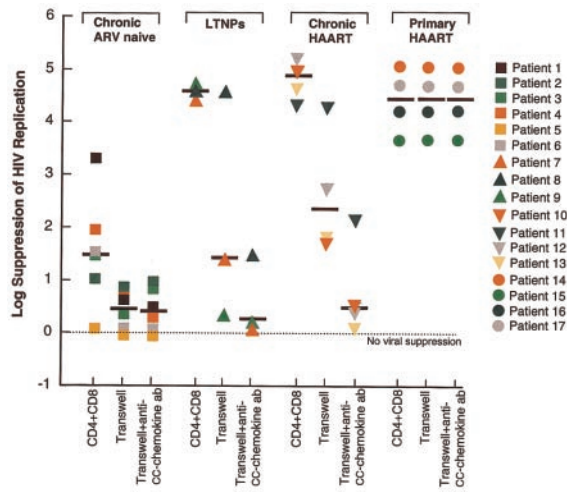 Chronic
ARV naive
LTNPs
Chronic
HAART
Primary
HAART
Log Suppression of HIV Replication
6
5
4
3
2
1
0
-1
No viral suppression
CD4+CD8
Transwell
Transwell+anti-
cc-chemokine ab
CD4+CD8
Transwell
Transwell+anti-
cc-chemokine ab
CD4+CD8
Transwell
Transwell+anti-
cc-chemokine ab
CD4+CD8
Transwell
Transwell+anti-
cc-chemokine ab
Patient 1
Patient 2
Patient 3
Patient 4
Patient 5
Patient 6
Patient 7
Patient 8
Patient 9
Patient 10
Patient 11
Patient 12
Patient 13
Patient 14
Patient 15
Patient 16
Patient 17